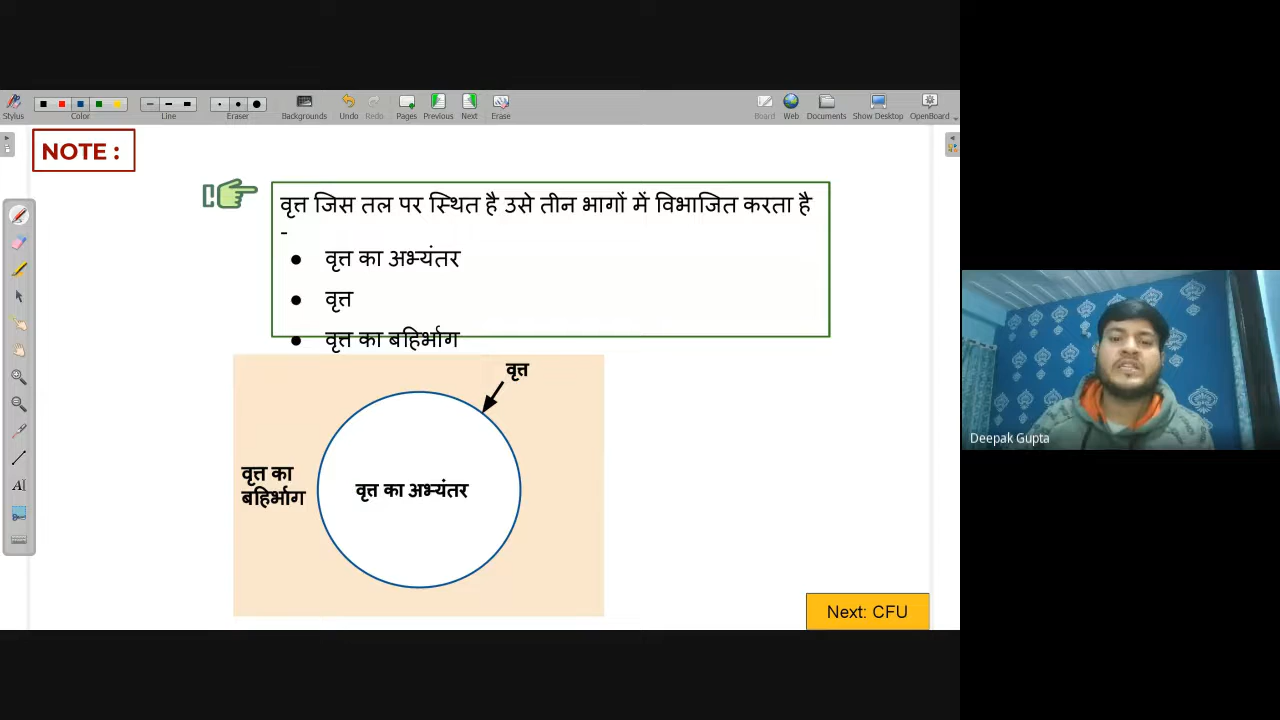 Stylus
Color
Line
Eraser
Backgrounds
Undo
Redo
Pages
Previous
Next
Erase
Board
Web
Documents
Show Desktop
OpenBoard
NOTE :
वृत्त जिस तल पर स्थित है उसे तीन भागों में विभाजित करता है
-
● वृत्त का अभ्यंतर
● वृत्त
● वृत्त का बहिर्भाग
वृत्त
वृत्त का
बहिर्भाग
वृत्त का अभ्यंतर
Next: CFU
Deepak Gupta